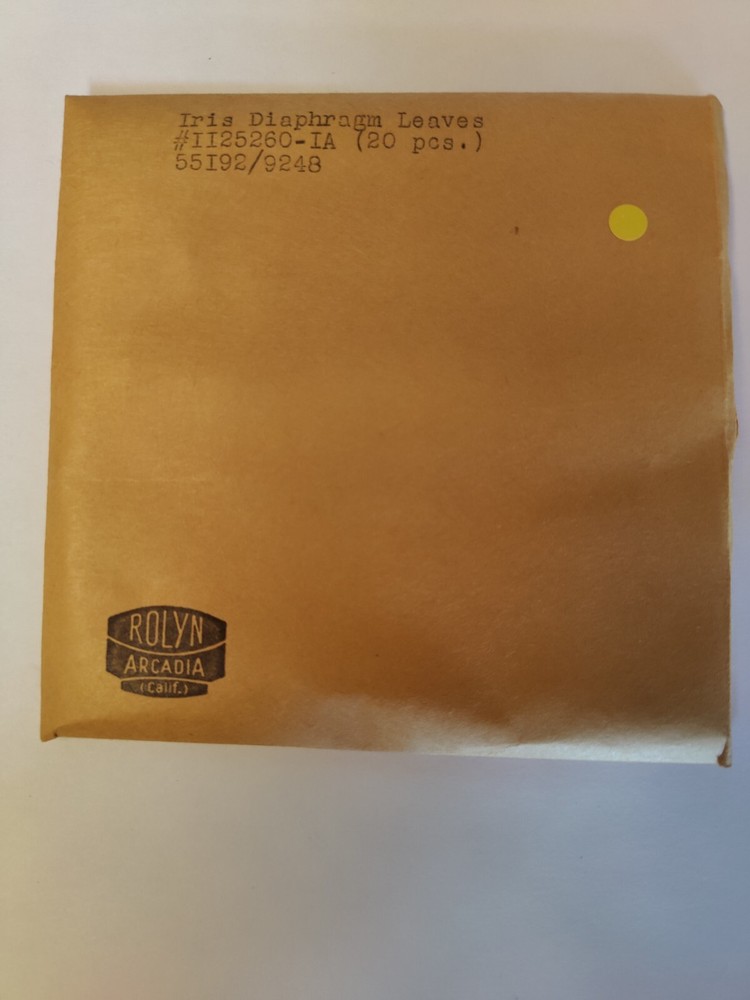 Iris Diaphragm Leaves
#II25260-IA (20 pcs.)
55I92/9248
ROLYN
ARCADIA
(Calif.)